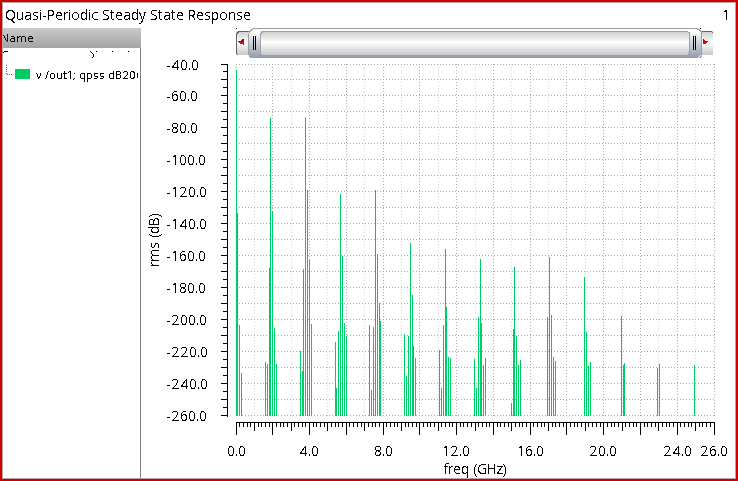 Quasi-Periodic Steady State Response
1
Name
v /out1; qpss dB20(
-40.0
-60.0
-80.0
-100.0
-120.0
-140.0
-160.0
-180.0
-200.0
-220.0
-240.0
-260.0
rms (dB)
0.0 4.0 8.0 12.0 16.0 20.0 24.0 26.0
freq (GHz)